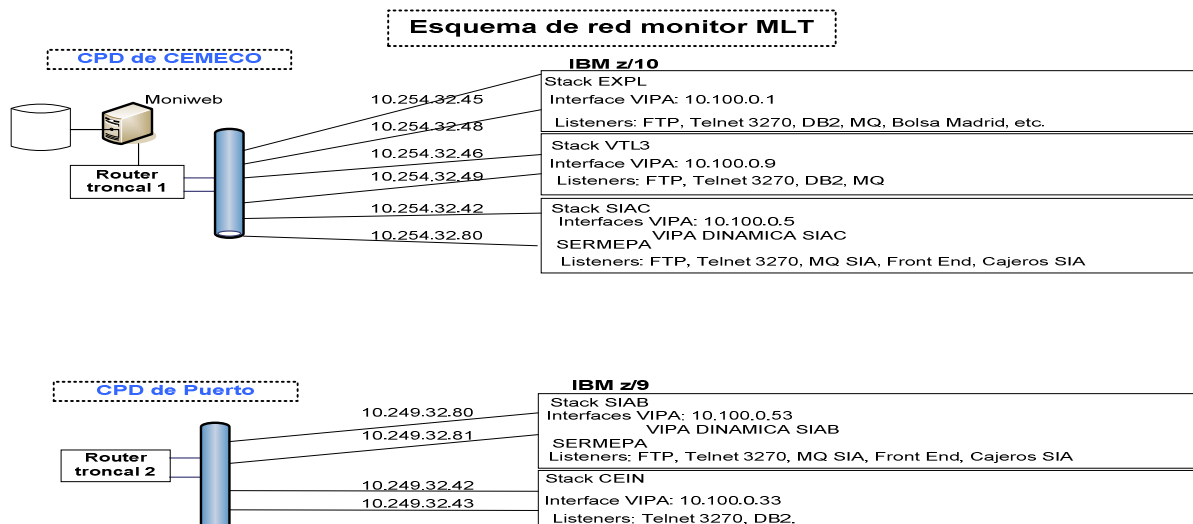 Esquema de red monitor MLT
CPD de CEMECO
IBM z/10
Moniweb
Router
troncal 1
10.254.32.45
10.254.32.48
10.254.32.46
10.254.32.49
10.254.32.42
10.254.32.80
Stack EXPL
Interface VIPA: 10.100.0.1
Listeners: FTP, Telnet 3270, DB2, MQ, Bolsa Madrid, etc.
Stack VTL3
Interface VIPA: 10.100.0.9
Listeners: FTP, Telnet 3270, DB2, MQ
Stack SIAC
Interfaces VIPA: 10.100.0.5
VIPA DINAMICA SIAC
SERMEPA
Listeners: FTP, Telnet 3270, MQ SIA, Front End, Cajeros SIA
CPD de Puerto
IBM z/9
Router
troncal 2
10.249.32.80
10.249.32.81
10.249.32.42
10.249.32.43
Stack SIAB
Interfaces VIPA: 10.100.0.53
VIPA DINAMICA SIAB
SERMEPA
Listeners: FTP, Telnet 3270, MQ SIA, Front End, Cajeros SIA
Stack CEIN
Interface VIPA: 10.100.0.33
Listeners: Telnet 3270, DB2,